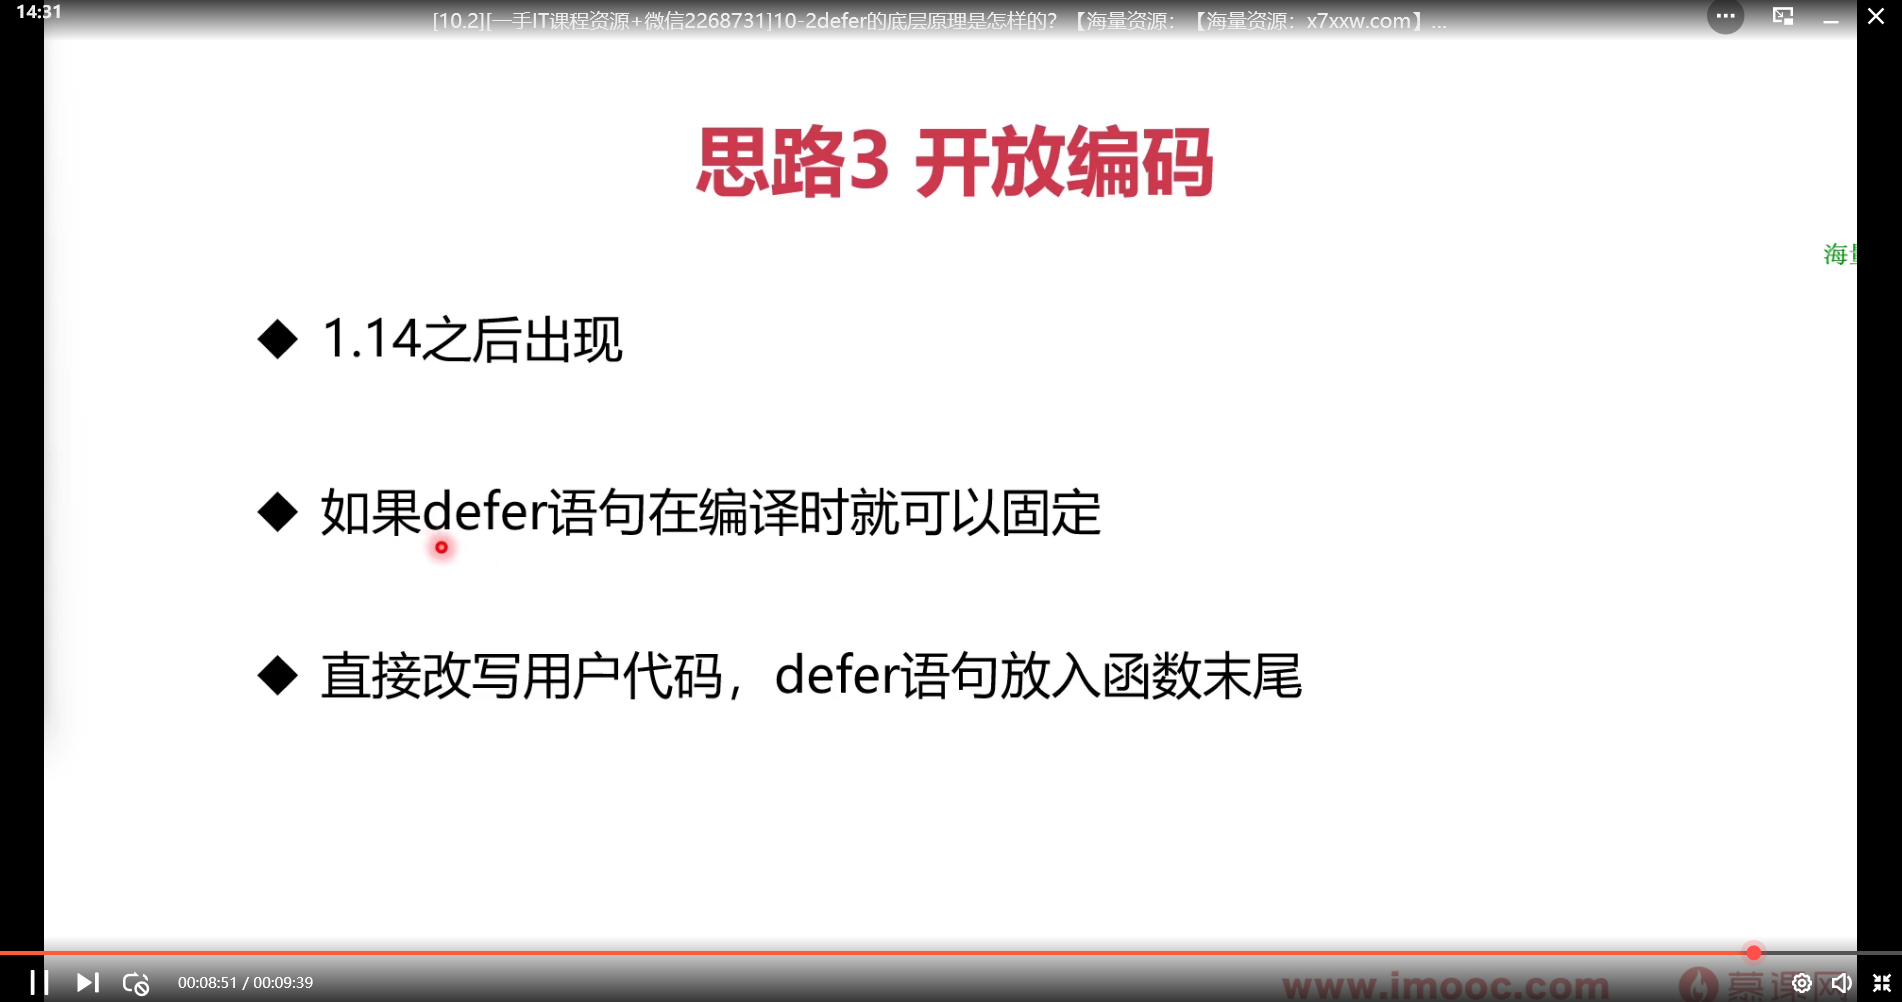 14:31
[10.2][一手IT课程资源+微信2268731]10-2defer的底层原理是怎样的？【海量资源：【海量资源：x7xxw.com】...
思路3 开放编码
海量
1.14之后出现
如果defer语句在编译时就可以固定
直接改写用户代码，defer语句放入函数末尾
00:08:51 / 00:09:39
www.imooc.com 慕课网